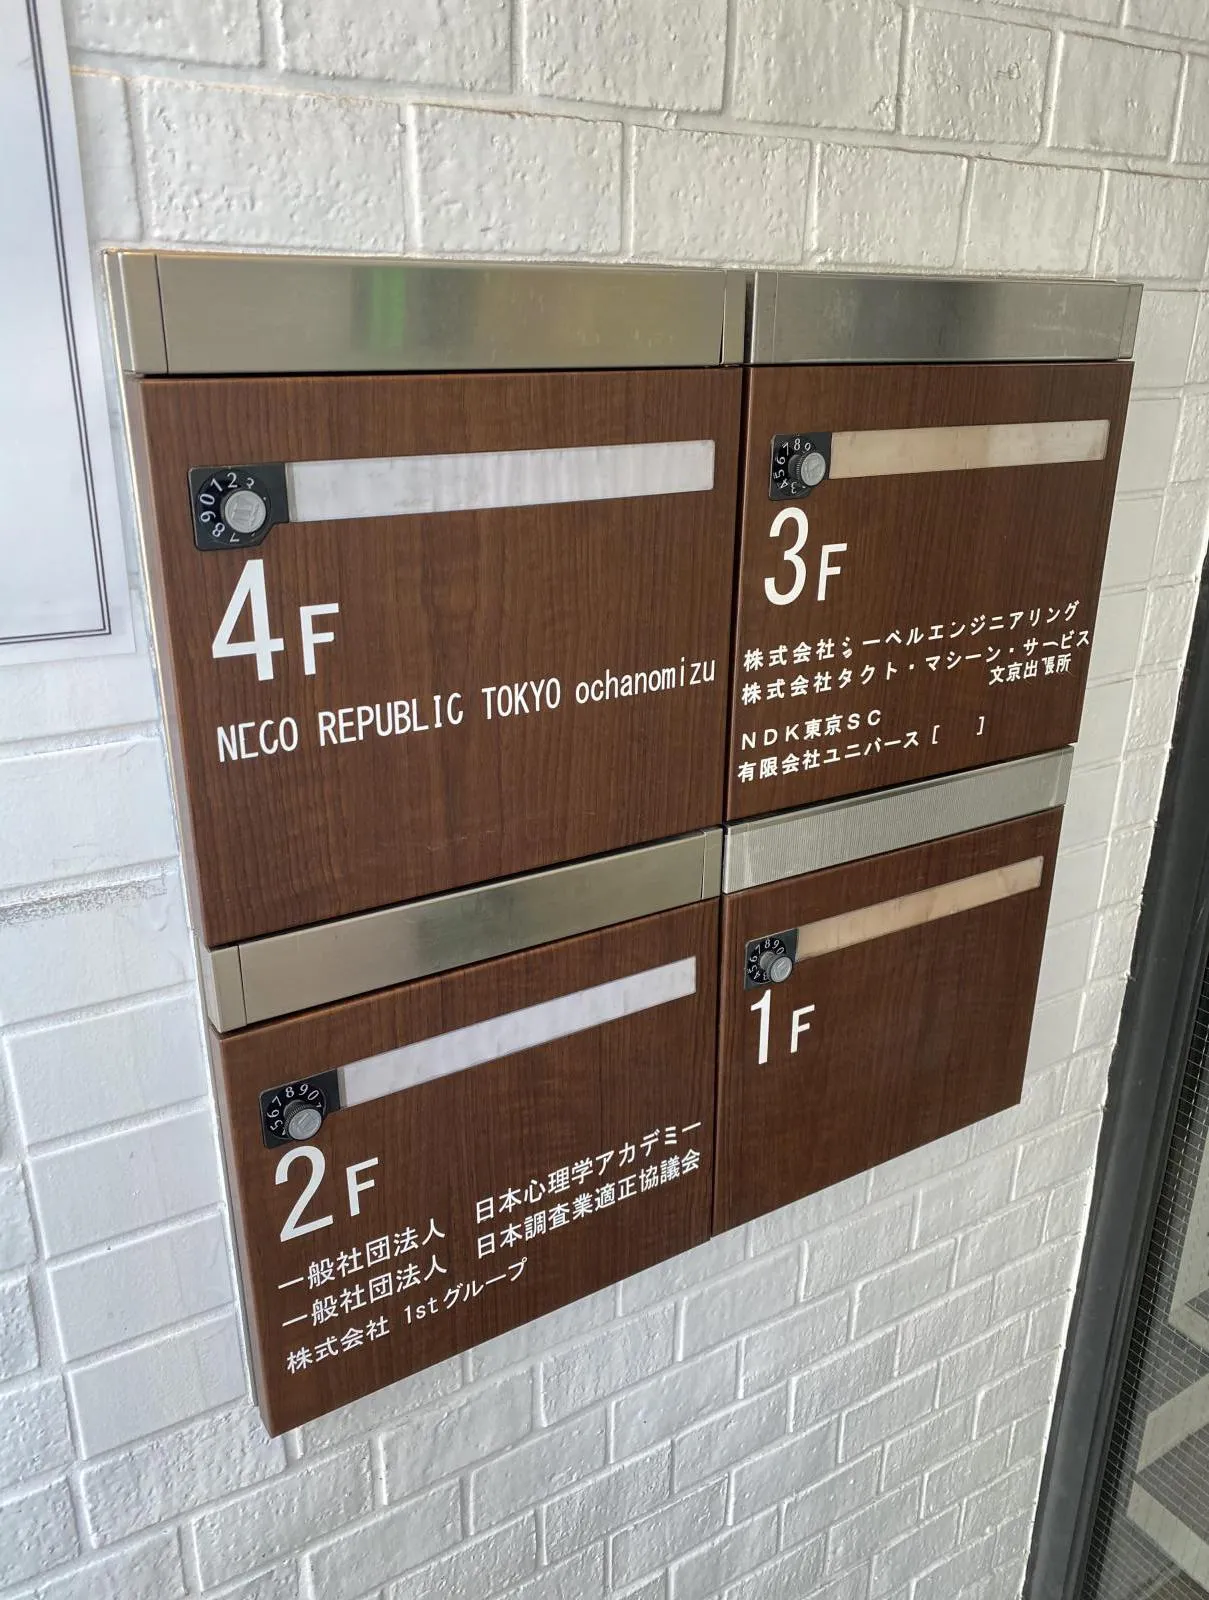 4F
NECO REPUBLIC TOKYO ochanomizu
3F
株式会社シーベルエンジニアリング
株式会社タクト・マシーン・サービス
文京出張所
NDK東京SC
有限会社ユニバース [ ]
2F
一般社団法人 日本心理学アカデミー
一般社団法人 日本調査業適正協議会
株式会社 1stグループ
1F